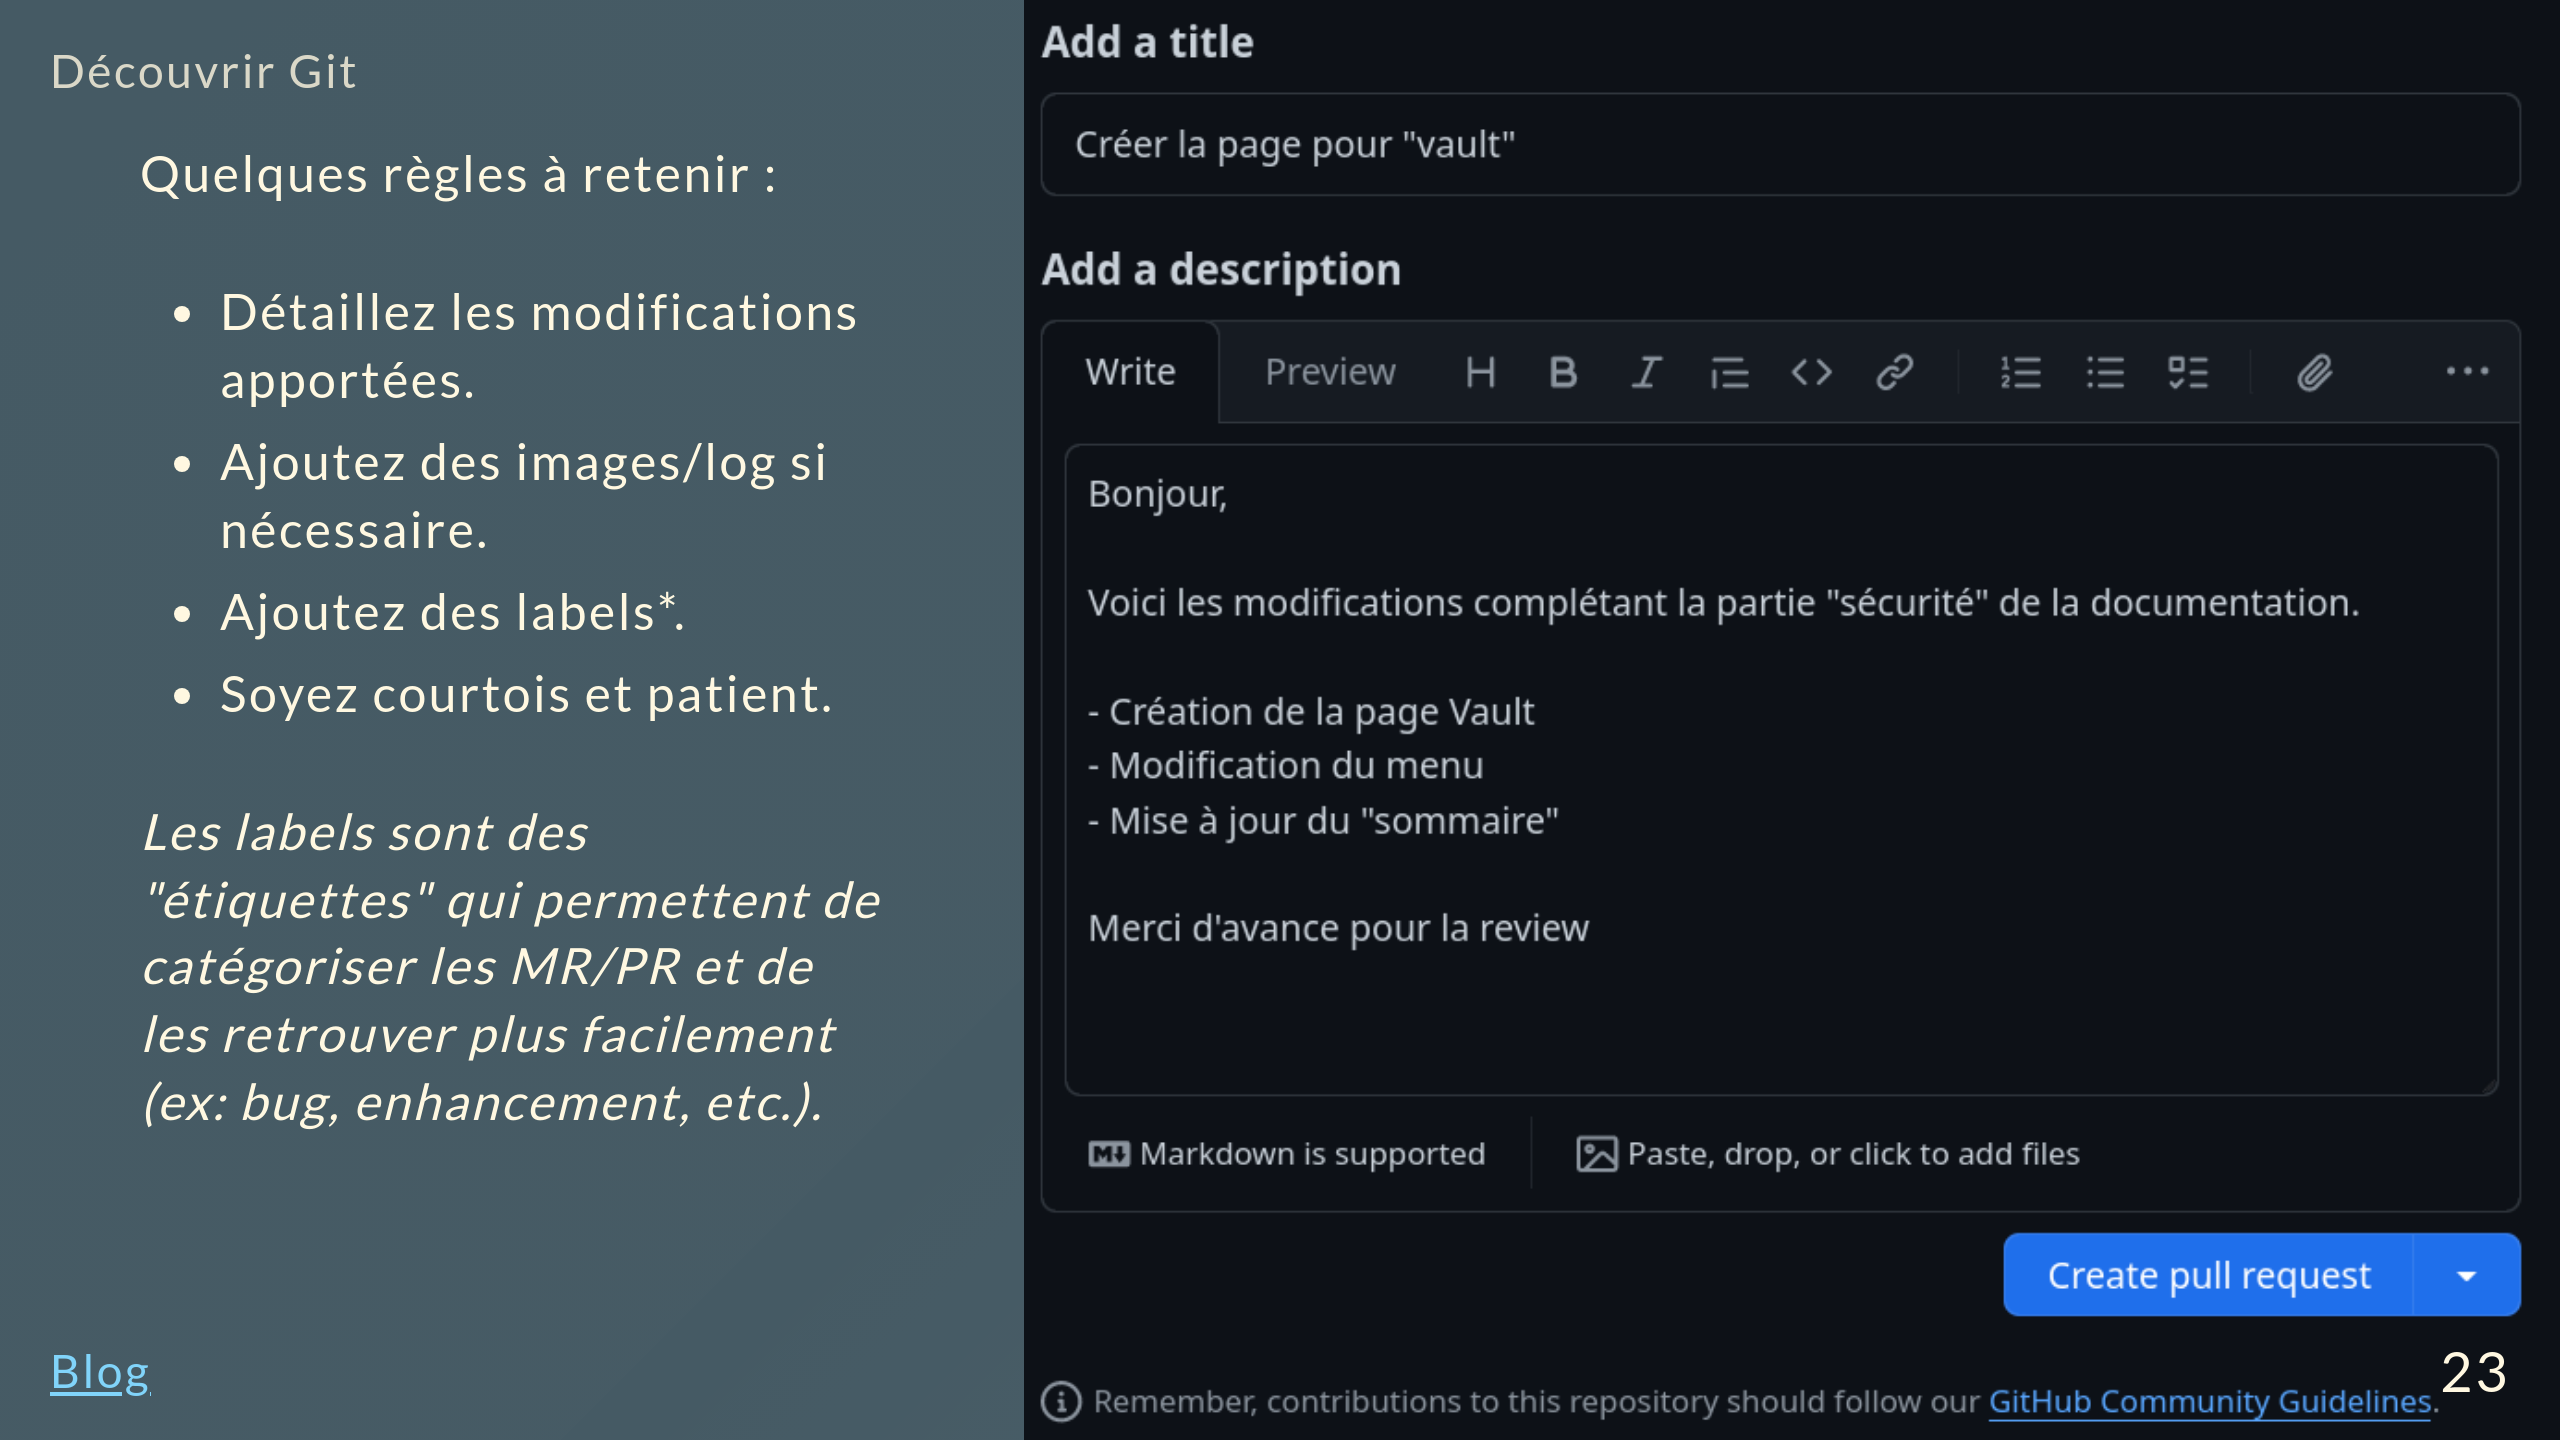 Découvrir Git
Quelques règles à retenir :
• Détaillez les modifications
apportées.
• Ajoutez des images/log si
nécessaire.
• Ajoutez des labels*.
• Soyez courtois et patient.
Les labels sont des
"étiquettes" qui permettent de
catégoriser les MR/PR et de
les retrouver plus facilement
(ex: bug, enhancement, etc.).
Blog
Add a title
Créer la page pour "vault"
Add a description
Write Preview
Bonjour,
Voici les modifications complétant la partie "sécurité" de la documentation.
- Création de la page Vault
- Modification du menu
- Mise à jour du "sommaire"
Merci d'avance pour la review
Markdown is supported
Paste, drop, or click to add files
Create pull request
Remember, contributions to this repository should follow our GitHub Community Guidelines.
23